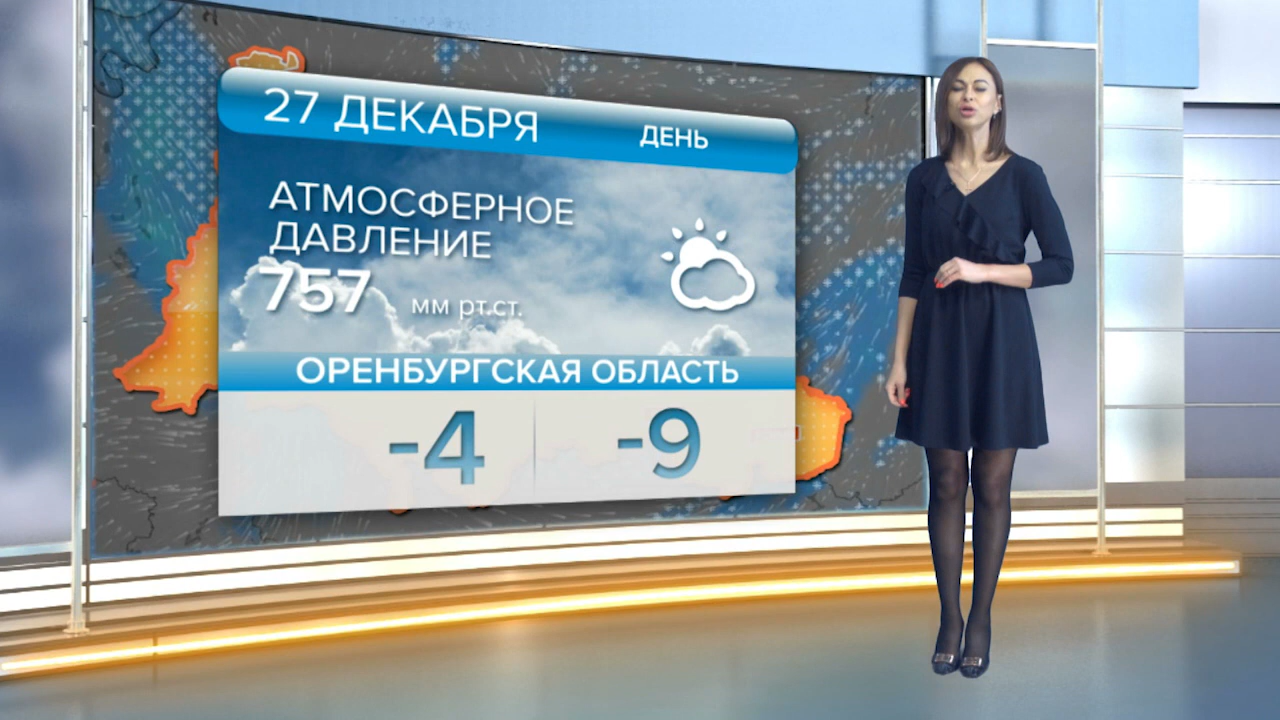 27 ДЕКАБРЯ ДЕНЬ
АТМОСФЕРНОЕ
ДАВЛЕНИЕ
757 мм рт.ст.
ОРЕНБУРГСКАЯ ОБЛАСТЬ
-4 -9